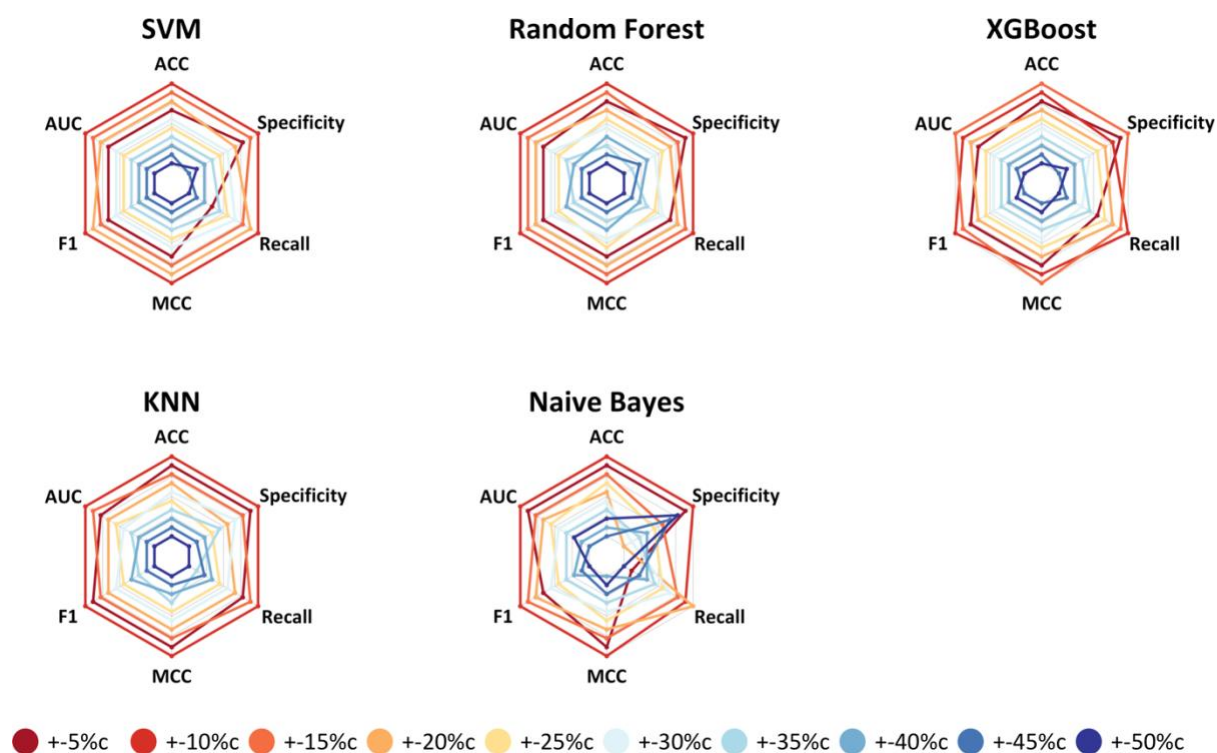 SVM Random Forest XGBoost
ACC ACC ACC
AUC Specificity AUC Specificity AUC Specificity
F1 Recall F1 Recall F1 Recall
MCC MCC MCC
KNN Naive Bayes
ACC ACC
AUC Specificity AUC Specificity
F1 Recall F1 Recall
MCC MCC
+-5%c +-10%c +-15%c +-20%c +-25%c +-30%c +-35%c +-40%c +-45%c +-50%c